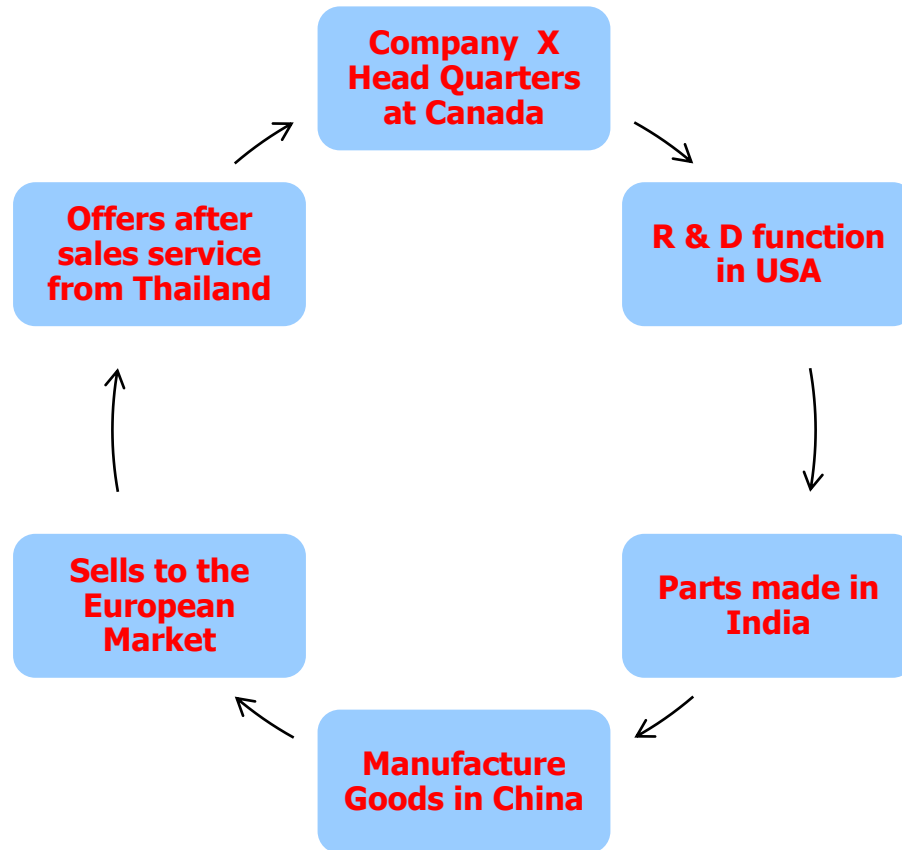 Company X
Head Quarters
at Canada
R & D function
in USA
Parts made in
India
Manufacture
Goods in China
Sells to the
European
Market
Offers after
sales service
from Thailand